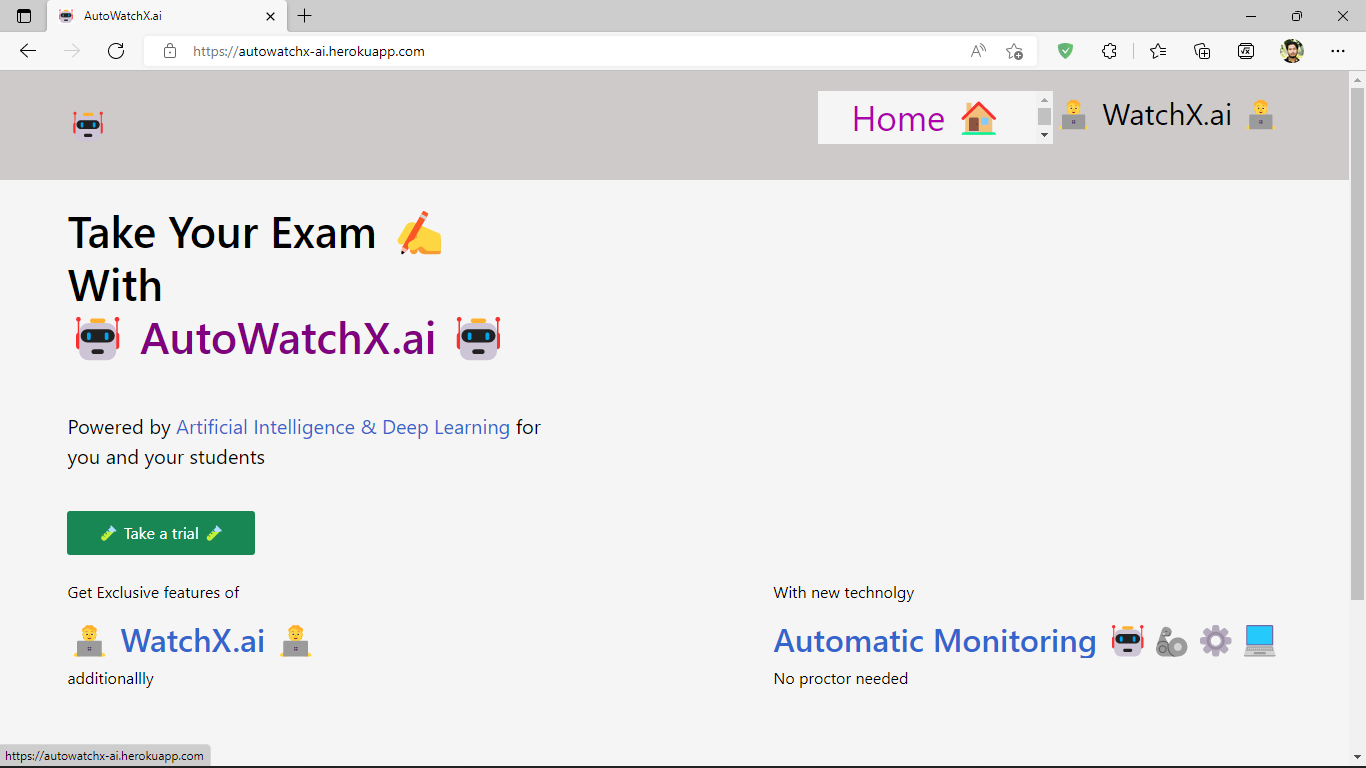 AutoWatchX.ai
https://autowatchx-ai.herokuapp.com
Home 🏠 🧑‍💻 WatchX.ai 🧑‍💻
Take Your Exam ✍️
With
🤖 AutoWatchX.ai 🤖
Powered by Artificial Intelligence & Deep Learning for
you and your students
🧪 Take a trial 🧪
Get Exclusive features of
🧑‍💻 WatchX.ai 🧑‍💻
additionallly
With new technolgy
Automatic Monitoring 🤖 🦾 ⚙️ 💻
No proctor needed
https://autowatchx-ai.herokuapp.com